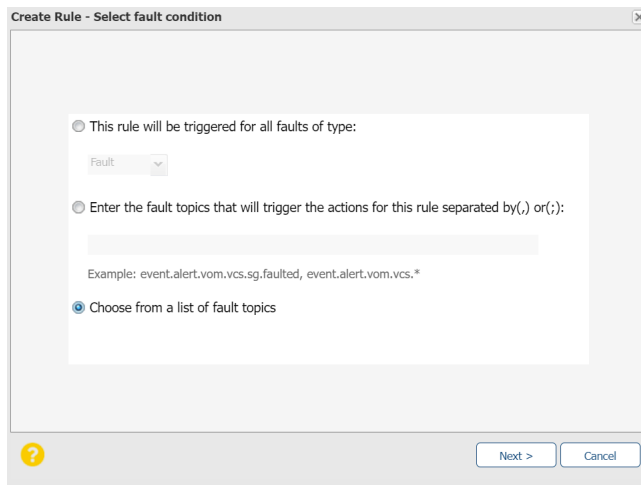 Create Rule - Select fault condition
This rule will be triggered for all faults of type:
Fault
Enter the fault topics that will trigger the actions for this rule separated by(,) or(;):
Example: event.alert.vom.vcs.sg.faulted, event.alert.vom.vcs.*
Choose from a list of fault topics
?
Next >
Cancel